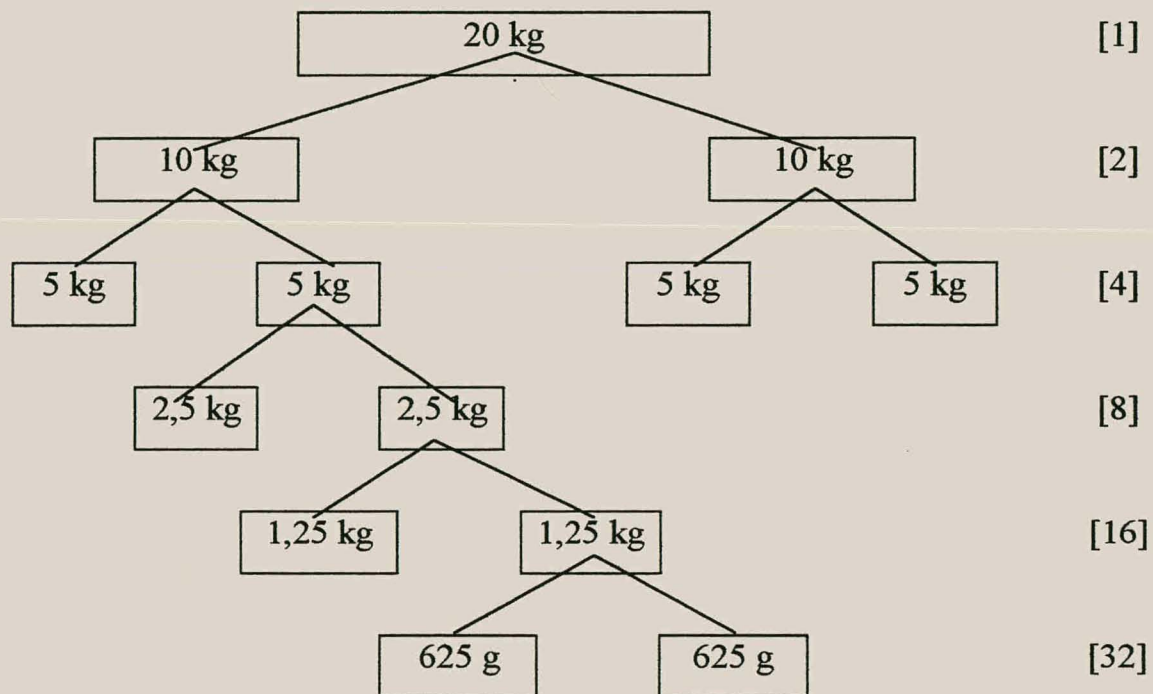 20 kg [1]
10 kg 10 kg [2]
5 kg 5 kg 5 kg 5 kg [4]
2,5 kg 2,5 kg [8]
1,25 kg 1,25 kg [16]
625 g 625 g [32]